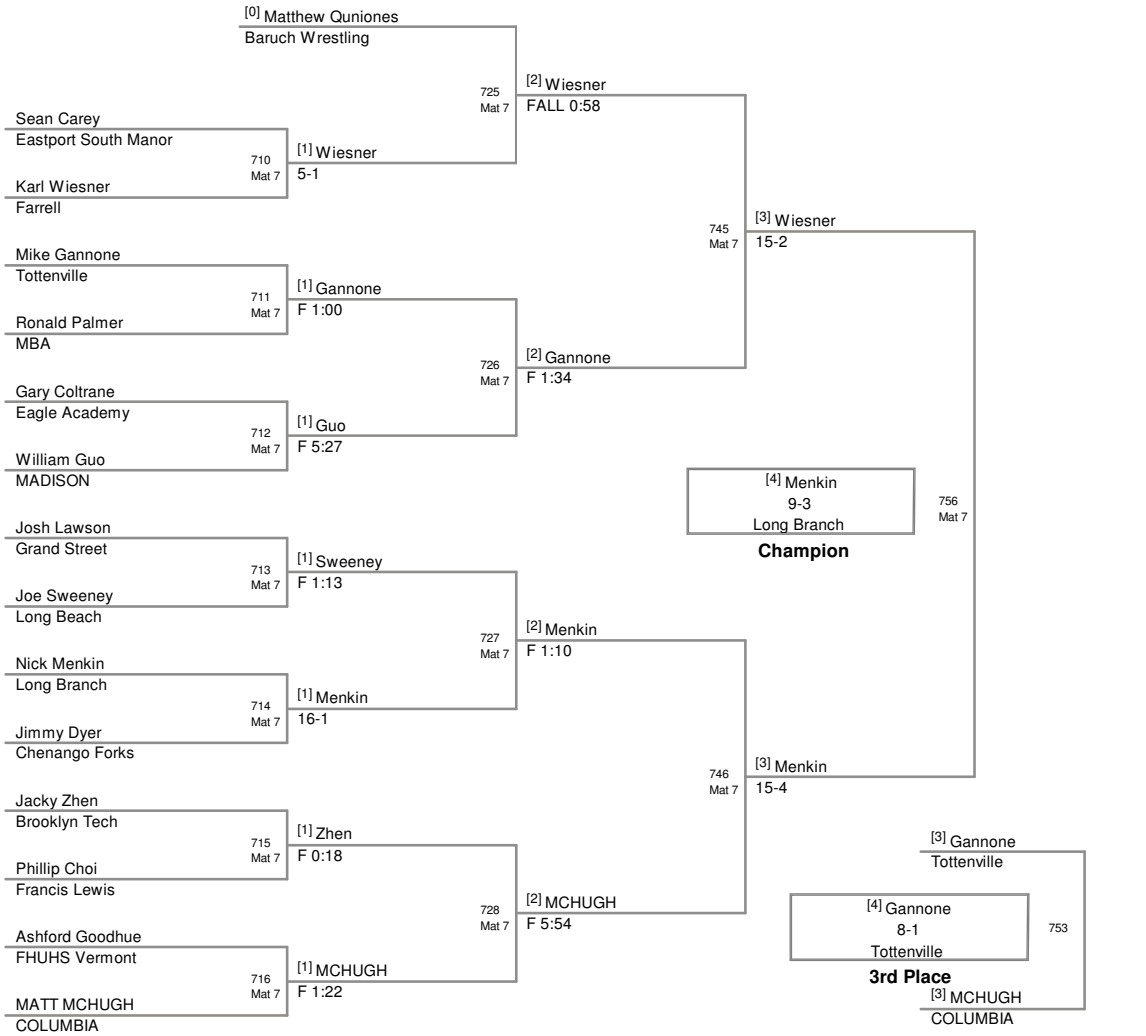 [0] Matthew Quniones
Baruch Wrestling
725
Mat 7
[2] Wiesner
FALL 0:58
Sean Carey
Eastport South Manor
710
Mat 7
[1] Wiesner
5-1
Karl Wiesner
Farrell
745
Mat 7
[3] Wiesner
15-2
Mike Gannone
Tottenville
711
Mat 7
[1] Gannone
F 1:00
Ronald Palmer
MBA
726
Mat 7
[2] Gannone
F 1:34
Gary Coltrane
Eagle Academy
712
Mat 7
[1] Guo
F 5:27
William Guo
MADISON
[4] Menkin
9-3
Long Branch
Champion
756
Mat 7
Josh Lawson
Grand Street
713
Mat 7
[1] Sweeney
F 1:13
Joe Sweeney
Long Beach
727
Mat 7
[2] Menkin
F 1:10
Nick Menkin
Long Branch
714
Mat 7
[1] Menkin
16-1
Jimmy Dyer
Chenango Forks
746
Mat 7
[3] Menkin
15-4
Jacky Zhen
Brooklyn Tech
715
Mat 7
[1] Zhen
F 0:18
Phillip Choi
Francis Lewis
728
Mat 7
[2] MCHUGH
F 5:54
Ashford Goodhue
FHUHS Vermont
716
Mat 7
[1] MCHUGH
F 1:22
MATT MCHUGH
COLUMBIA
[3] Gannone
Tottenville
[4] Gannone
8-1
Tottenville
3rd Place
753
[3] MCHUGH
COLUMBIA